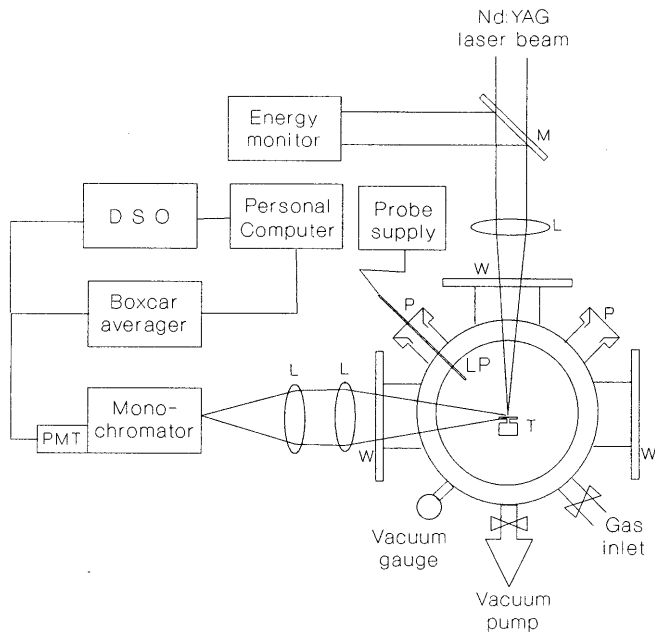 Nd:YAG
laser beam
Energy
monitor
M
D S O
Personal
Computer
Probe
supply
L
W
P
P
Boxcar
averager
LP
L
L
Mono-
chromator
PMT
T
W
W
Vacuum
gauge
Gas
inlet
Vacuum
pump